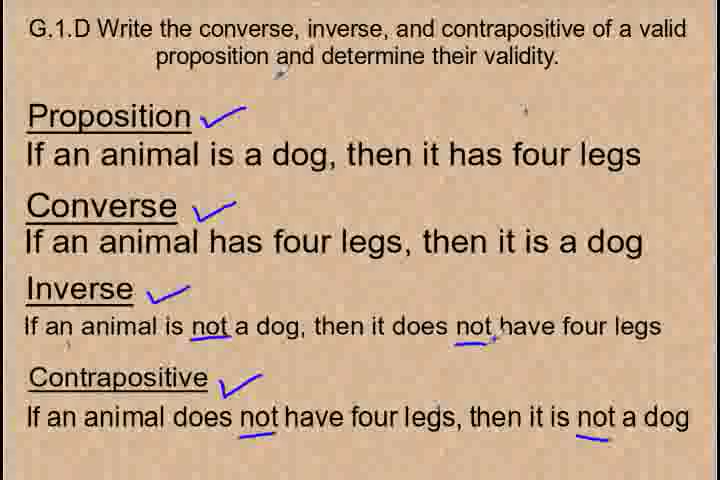 G.1.D Write the converse, inverse, and contrapositive of a valid
proposition and determine their validity.
Proposition
If an animal is a dog, then it has four legs
Converse
If an animal has four legs, then it is a dog
Inverse
If an animal is not a dog, then it does not have four legs
Contrapositive
If an animal does not have four legs, then it is not a dog